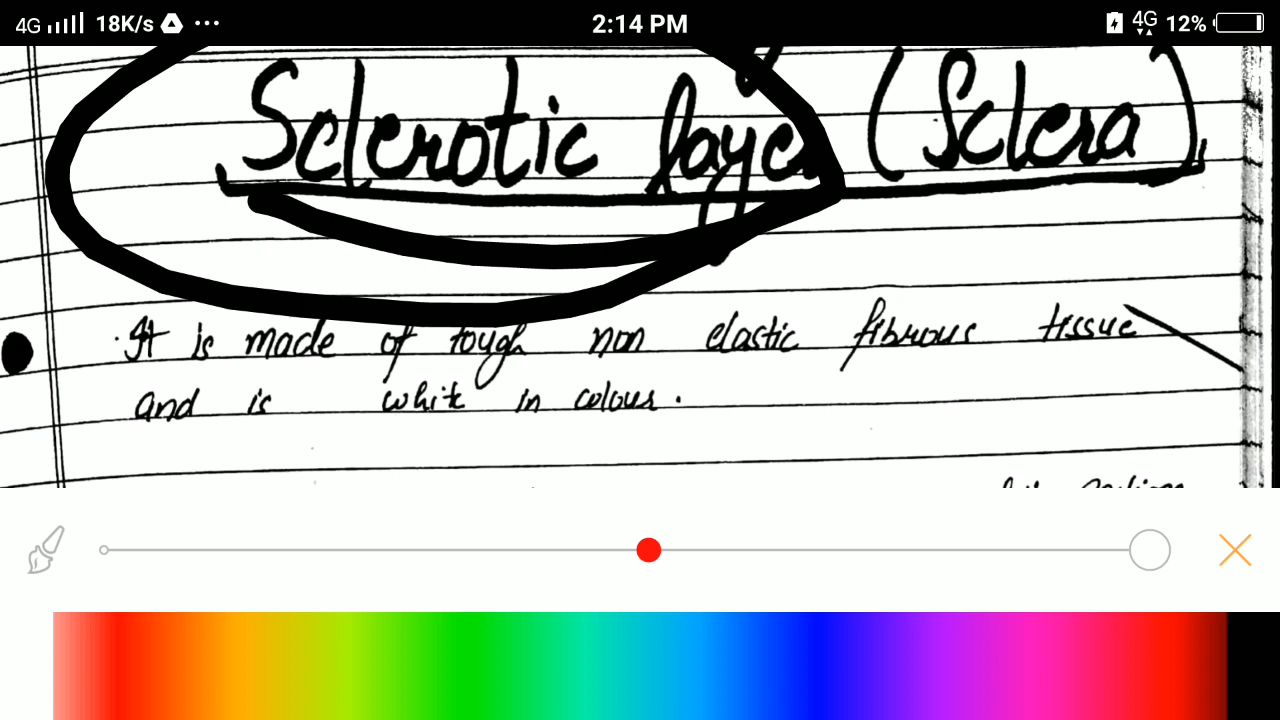 4G 18K/s 2:14 PM 4G 12%
Sclerotic layer (Sclera)
· It is made of tough non elastic fibrous tissue
and is white in colour.